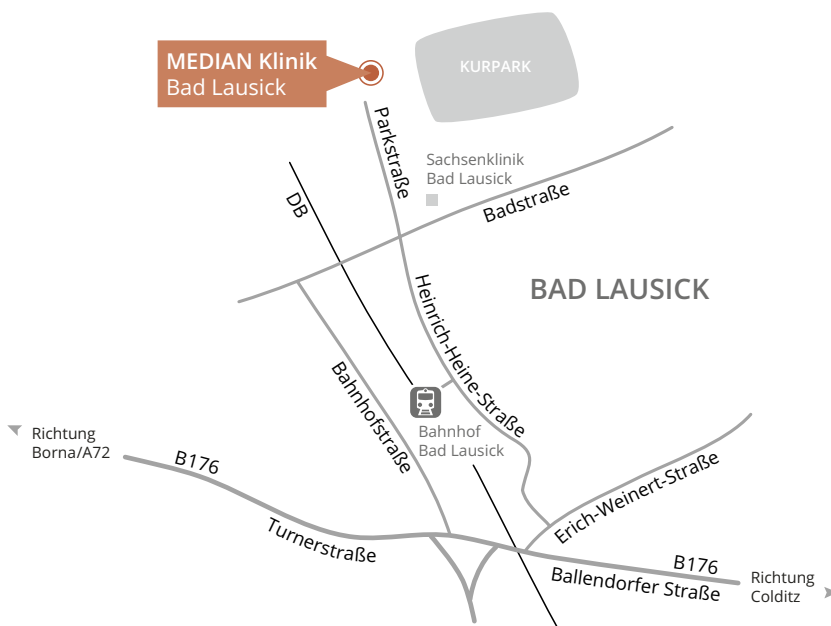 MEDIAN Klinik
Bad Lausick
KURPARK
Parkstraße
Sachsenklinik
Bad Lausick
Badstraße
DB
BAD LAUSICK
Heinrich-Heine-Straße
Bahnhofstraße
Bahnhof
Bad Lausick
Richtung
Borna/A72
B176
Erich-Weinert-Straße
Turnerstraße
B176
Ballendorfer Straße
Richtung
Colditz